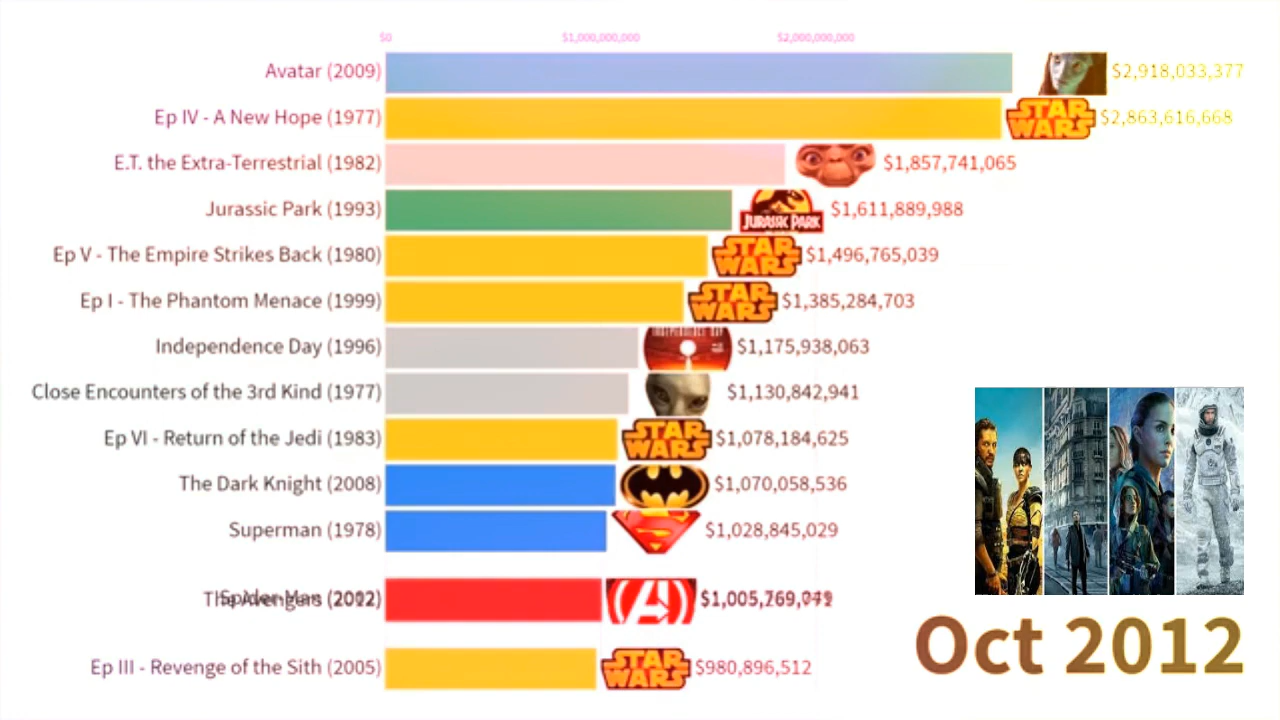 $0 $1,000,000,000 $2,000,000,000
Avatar (2009) $2,918,033,377
Ep IV - A New Hope (1977) STAR WARS $2,863,616,668
E.T. the Extra-Terrestrial (1982) $1,857,741,065
Jurassic Park (1993) JURASSIC PARK $1,611,889,988
Ep V - The Empire Strikes Back (1980) STAR WARS $1,496,765,039
Ep I - The Phantom Menace (1999) STAR WARS $1,385,284,703
Independence Day (1996) INDEPENDENCE DAY $1,175,938,063
Close Encounters of the 3rd Kind (1977) $1,130,842,941
Ep VI - Return of the Jedi (1983) STAR WARS $1,078,184,625
The Dark Knight (2008) $1,070,058,536
Superman (1978) $1,028,845,029
Ep III - Revenge of the Sith (2005) STAR WARS $980,896,512
Oct 2012